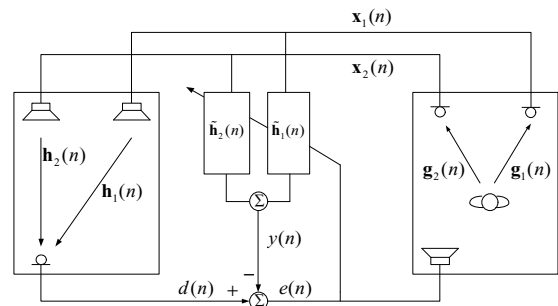 𝐱₁(n)
𝐱₂(n)
𝐡̃₂(n) 𝐡̃₁(n)
𝐡₂(n)
𝐡₁(n)
𝐠₂(n) 𝐠₁(n)
Σ
y(n)
−
d(n) + Σ e(n)